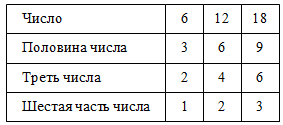 Число 6 12 18
Половина числа 3 6 9
Треть числа 2 4 6
Шестая часть числа 1 2 3